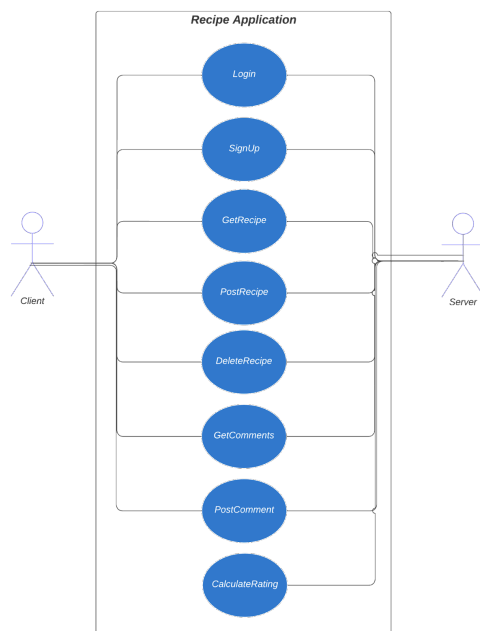 Recipe Application
Login
SignUp
GetRecipe
Client
Server
PostRecipe
DeleteRecipe
GetComments
PostComment
CalculateRating